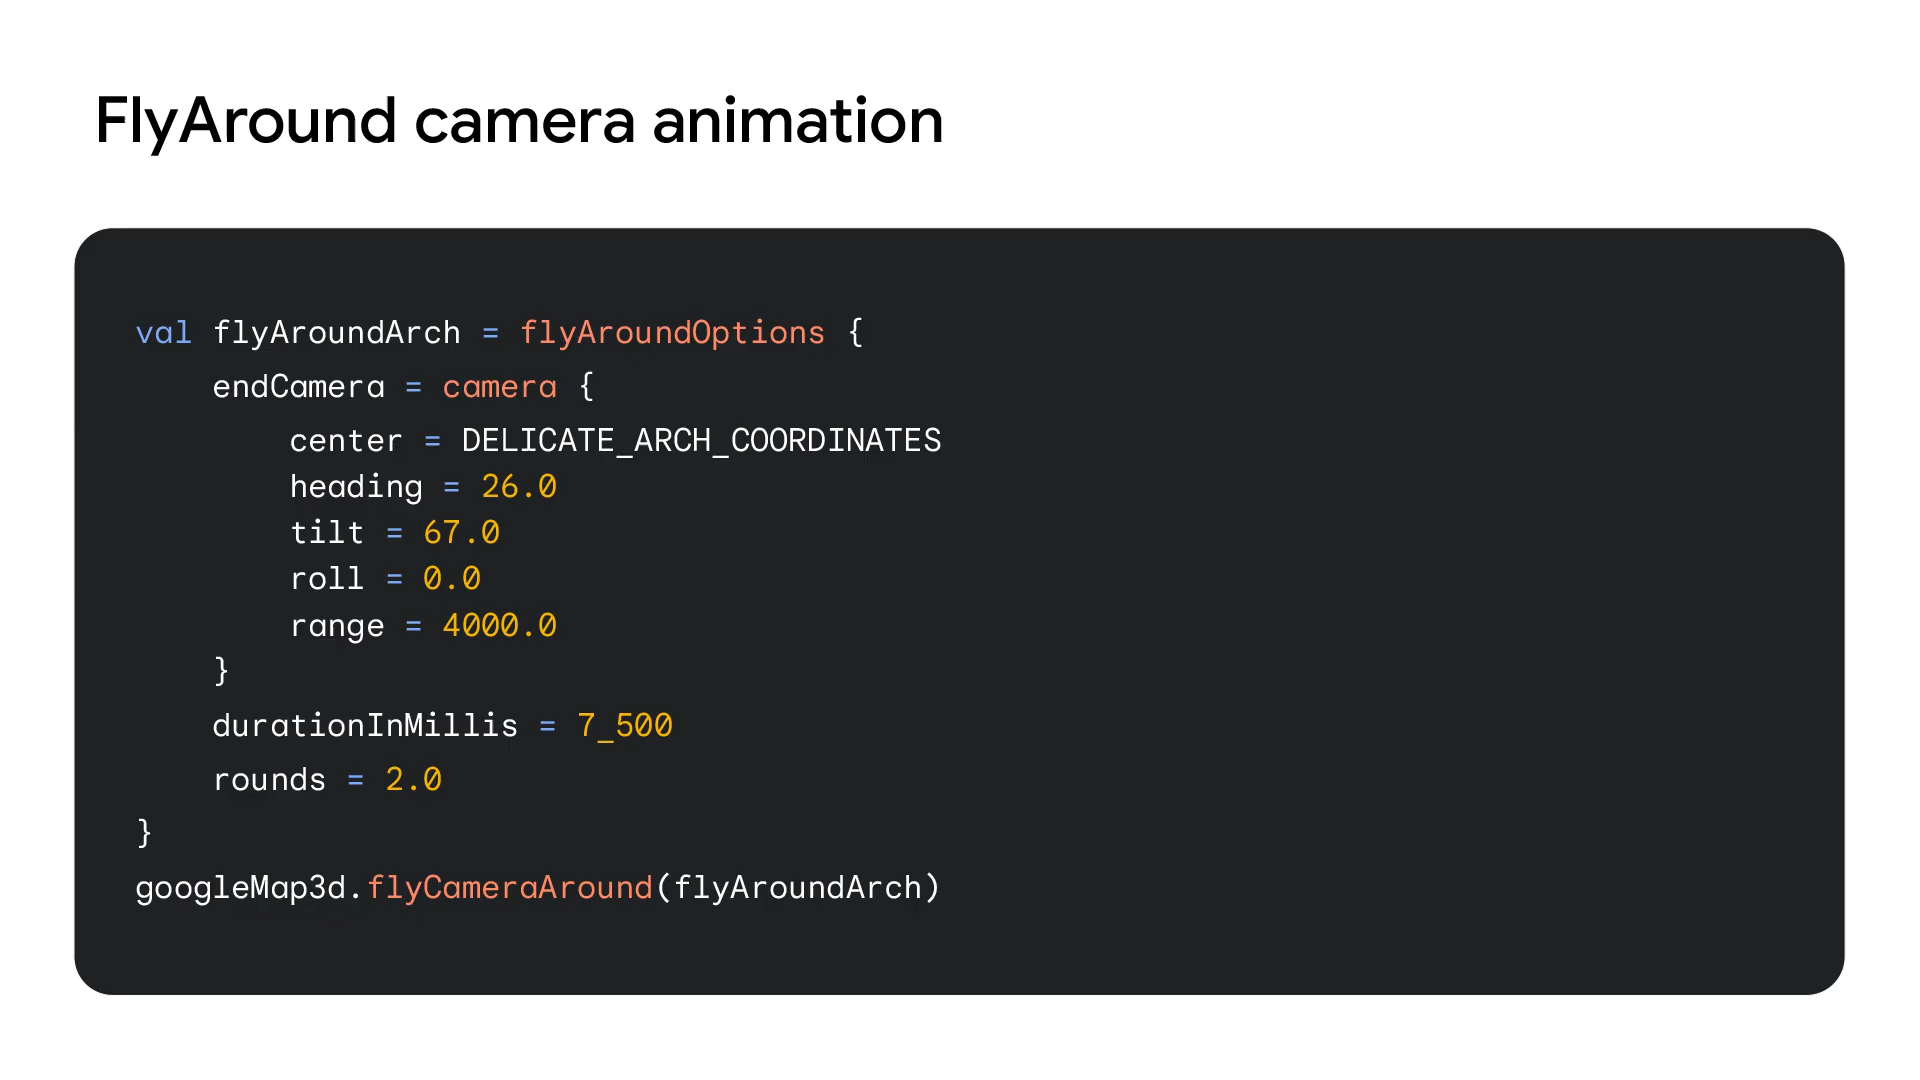 FlyAround camera animation
val flyAroundArch = flyAroundOptions {
    endCamera = camera {
        center = DELICATE_ARCH_COORDINATES
        heading = 26.0
        tilt = 67.0
        roll = 0.0
        range = 4000.0
    }
    durationInMillis = 7_500
    rounds = 2.0
}
googleMap3d.flyCameraAround(flyAroundArch)